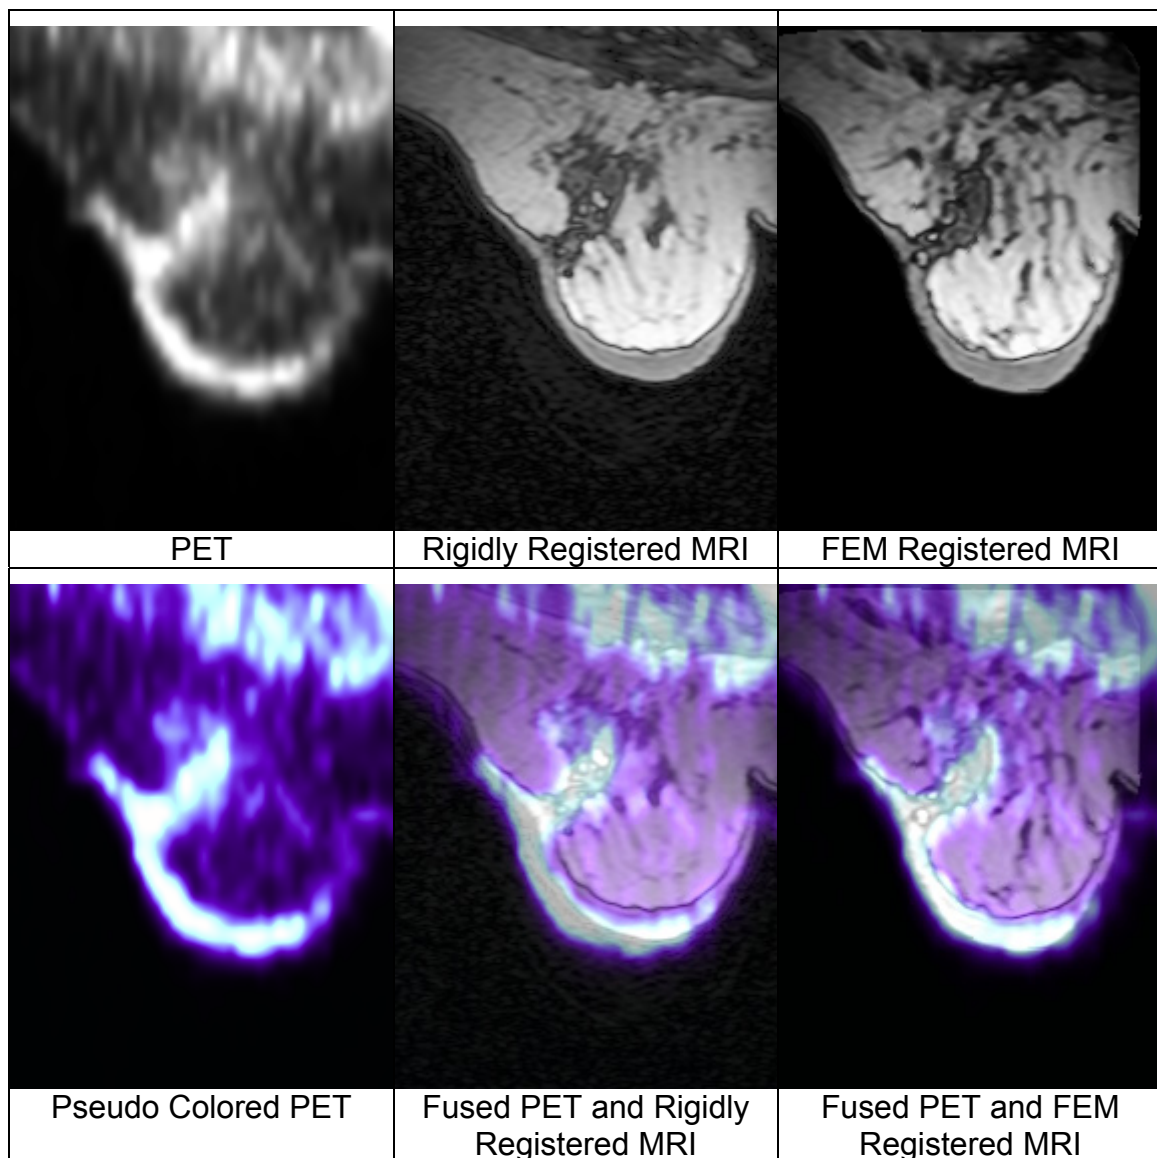 PET
Rigidly Registered MRI
FEM Registered MRI
Pseudo Colored PET
Fused PET and Rigidly
Registered MRI
Fused PET and FEM
Registered MRI